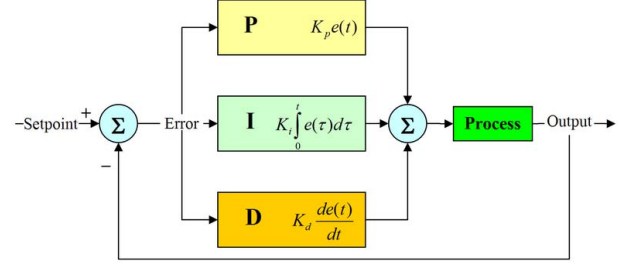 P K_p e(t)
+
–Setpoint
Σ
Error
I K_i ∫_0^t e(τ)dτ
Σ
Process
Output
–
D K_d de(t)/dt